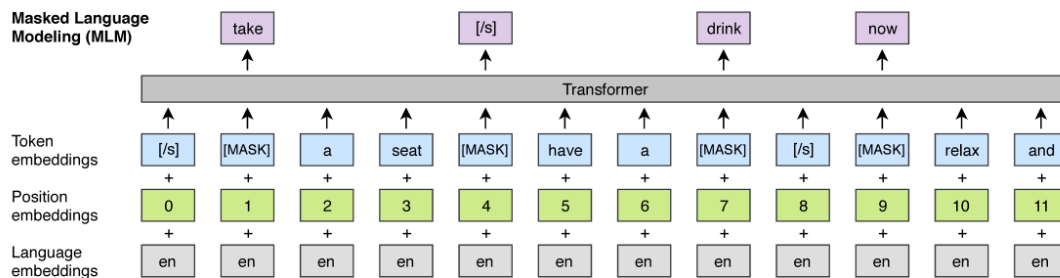 Masked Language
Modeling (MLM)
take [/s] drink now
Transformer
Token
embeddings
[/s] [MASK] a seat [MASK] have a [MASK] [/s] [MASK] relax and
+ + + + + + + + + + + +
Position
embeddings
0 1 2 3 4 5 6 7 8 9 10 11
+ + + + + + + + + + + +
Language
embeddings
en en en en en en en en en en en en